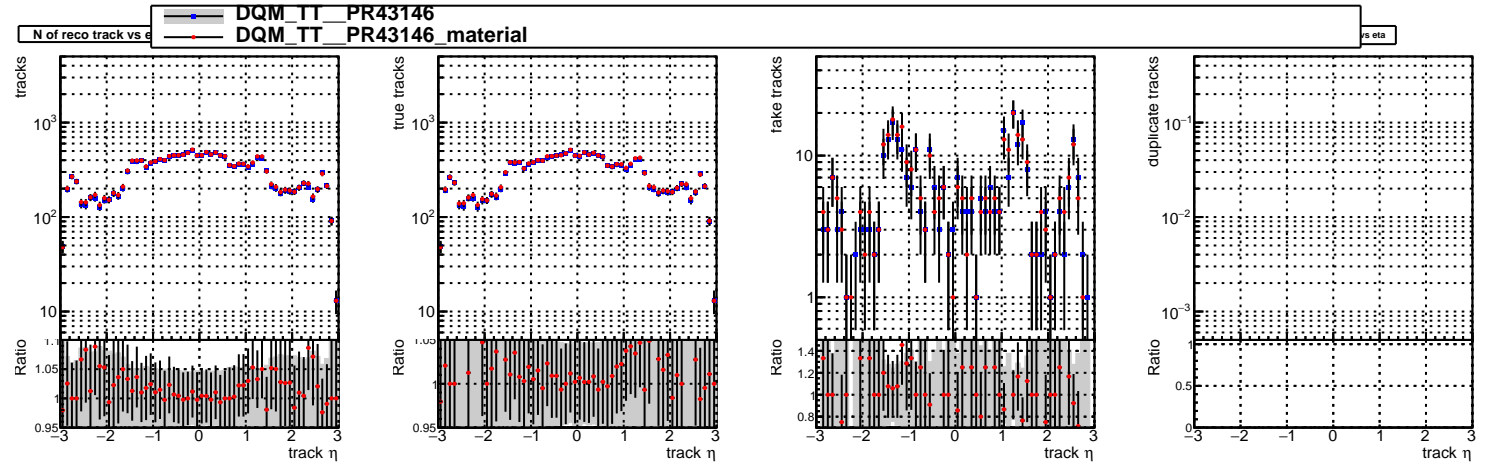 DQM_TT__PR43146
DQM_TT__PR43146_material
N of reco track vs e
vs eta
tracks
10³
10²
10
Ratio
1.1
1.05
1
0.95
−3 −2 −1 0 1 2 3
track η
true tracks
10³
10²
10
Ratio
1.05
1
0.95
−3 −2 −1 0 1 2 3
track η
fake tracks
10
1
Ratio
1.4
1.2
1
0.8
−3 −2 −1 0 1 2 3
track η
duplicate tracks
10⁻¹
10⁻²
10⁻³
Ratio
1
0.5
0
−3 −2 −1 0 1 2 3
track η